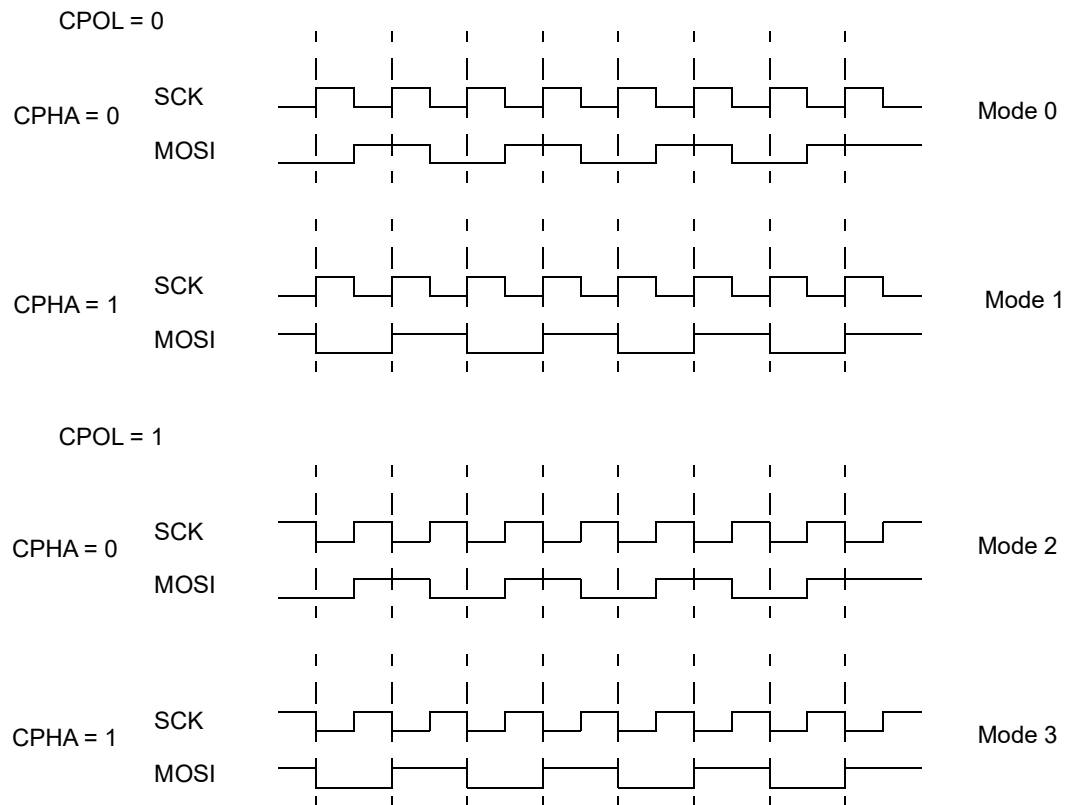 CPOL = 0
SCK
CPHA = 0
Mode 0
MOSI
SCK
CPHA = 1
Mode 1
MOSI
CPOL = 1
SCK
CPHA = 0
Mode 2
MOSI
SCK
CPHA = 1
Mode 3
MOSI